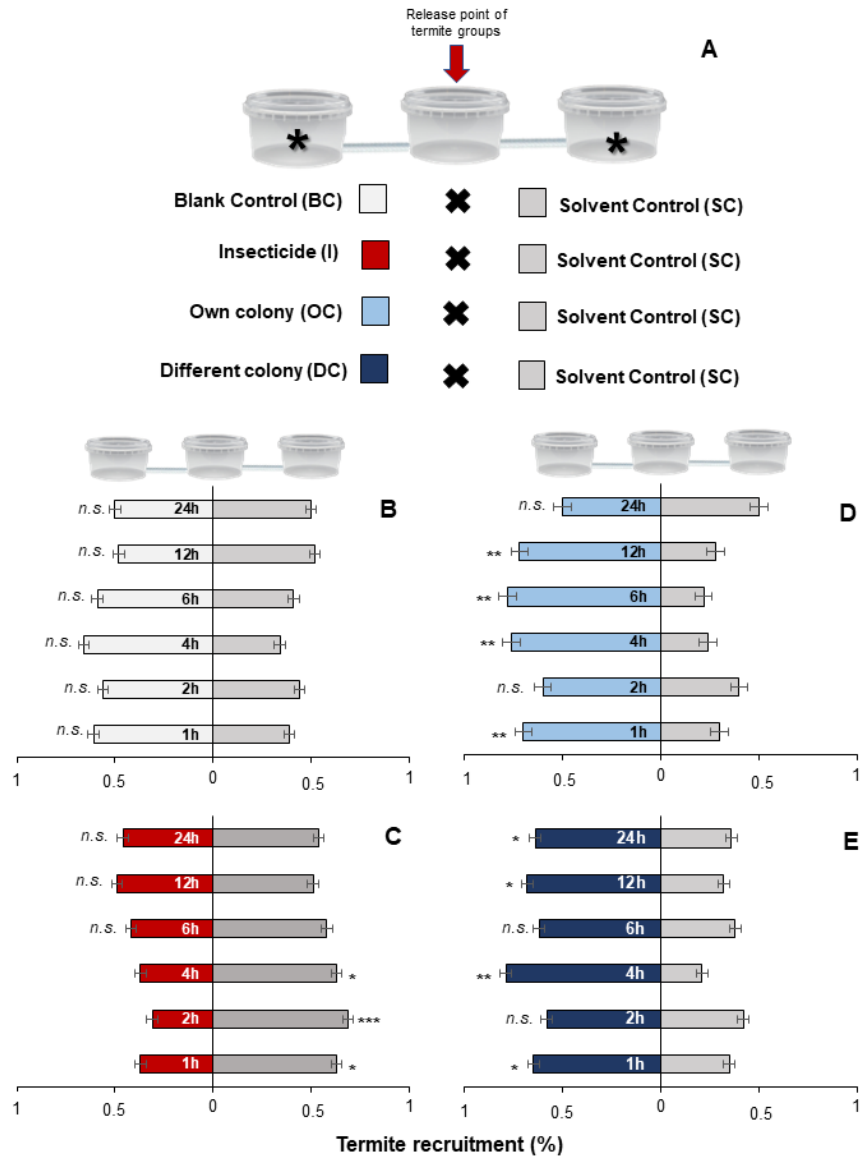 Release point of
termite groups
A
*
*
Blank Control (BC)
Solvent Control (SC)
Insecticide (I)
Solvent Control (SC)
Own colony (OC)
Solvent Control (SC)
Different colony (DC)
Solvent Control (SC)
B
n.s. 24h
n.s. 12h
n.s. 6h
n.s. 4h
n.s. 2h
n.s. 1h
1 0.5 0 0.5 1
D
n.s. 24h
** 12h
** 6h
** 4h
n.s. 2h
** 1h
1 0.5 0 0.5 1
C
n.s. 24h
n.s. 12h
n.s. 6h
4h *
2h ***
1h *
1 0.5 0 0.5 1
E
* 24h
* 12h
n.s. 6h
** 4h
n.s. 2h
* 1h
1 0.5 0 0.5 1
Termite recruitment (%)